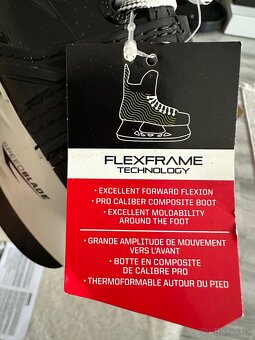 FLEXFRAME
TECHNOLOGY
• EXCELLENT FORWARD FLEXION
• PRO CALIBER COMPOSITE BOOT
• EXCELLENT MOLDABILITY
AROUND THE FOOT
• GRANDE AMPLITUDE DE MOUVEMENT
VERS L'AVANT
• BOTTE EN COMPOSITE
DE CALIBRE PRO
• THERMOFORMABLE AUTOUR DU PIED
SPEEDBLADE